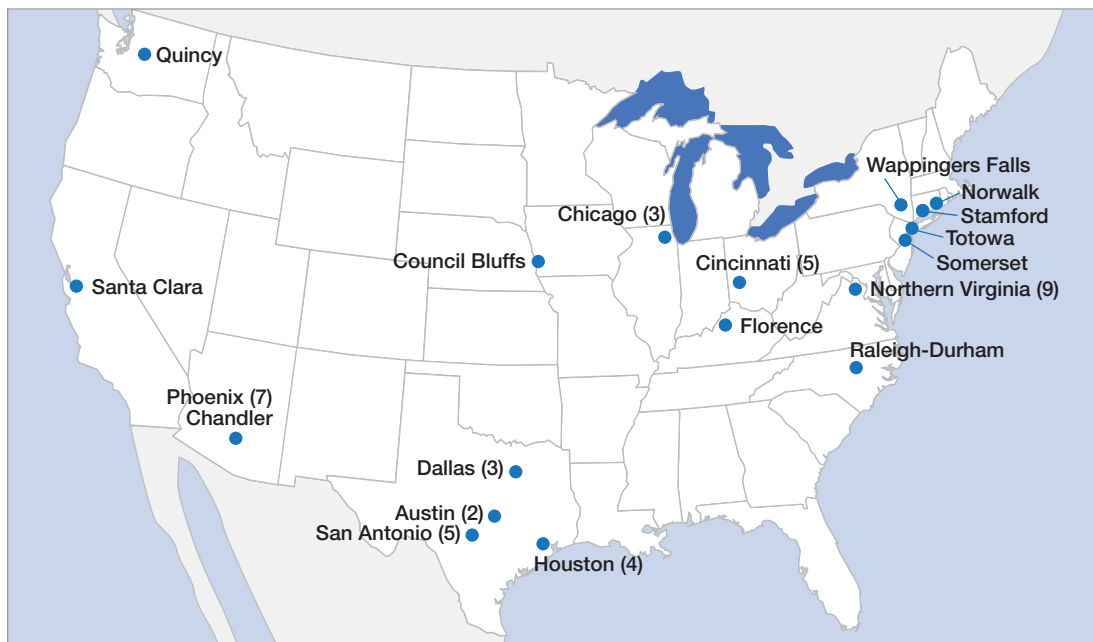 Quincy
Wappingers Falls
Norwalk
Chicago (3)
Stamford
Totowa
Council Bluffs
Cincinnati (5)
Somerset
Santa Clara
Northern Virginia (9)
Florence
Raleigh-Durham
Phoenix (7)
Chandler
Dallas (3)
Austin (2)
San Antonio (5)
Houston (4)